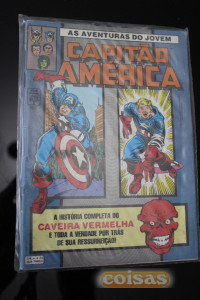 AS AVENTURAS DO JOVEM
CAPITÃO
AMÉRICA
A HISTÓRIA COMPLETA DO
CAVEIRA VERMELHA
E TODA A VERDADE POR TRÁS
DE SUA RESSURREIÇÃO!
coisas